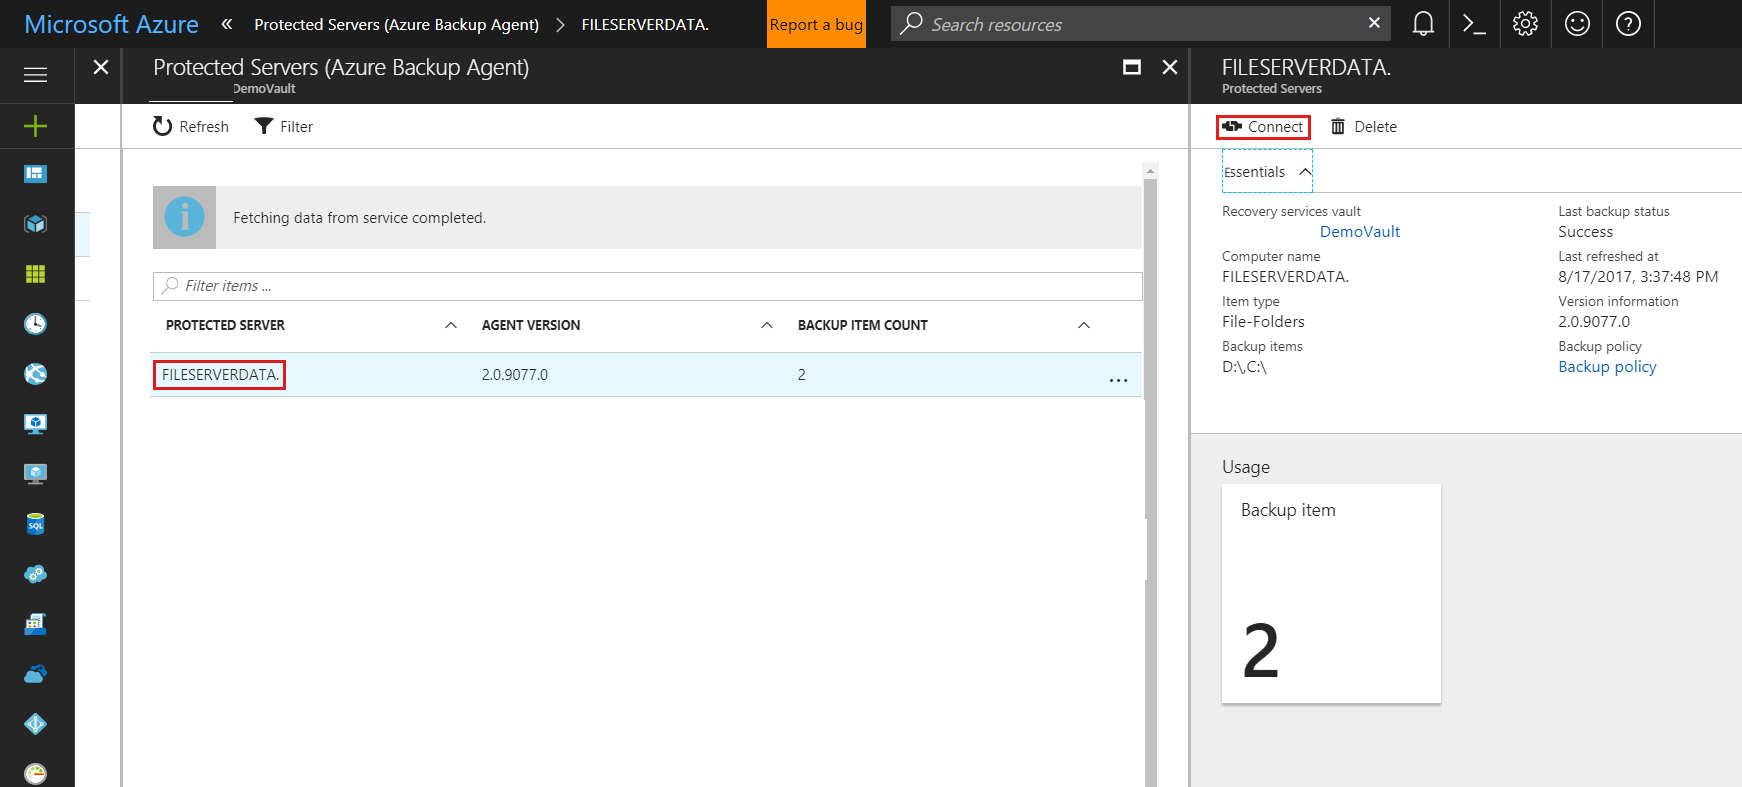 Microsoft Azure « Protected Servers (Azure Backup Agent) > FILESERVERDATA. Report a bug Search resources
Protected Servers (Azure Backup Agent)
DemoVault
Refresh Filter
Fetching data from service completed.
Filter items ...
PROTECTED SERVER AGENT VERSION BACKUP ITEM COUNT
FILESERVERDATA. 2.0.9077.0 2 ...
FILESERVERDATA.
Protected Servers
Connect Delete
Essentials
Recovery services vault
DemoVault
Computer name
FILESERVERDATA.
Item type
File-Folders
Backup items
D:\,C:\
Last backup status
Success
Last refreshed at
8/17/2017, 3:37:48 PM
Version information
2.0.9077.0
Backup policy
Backup policy
Usage
Backup item
2
SQL